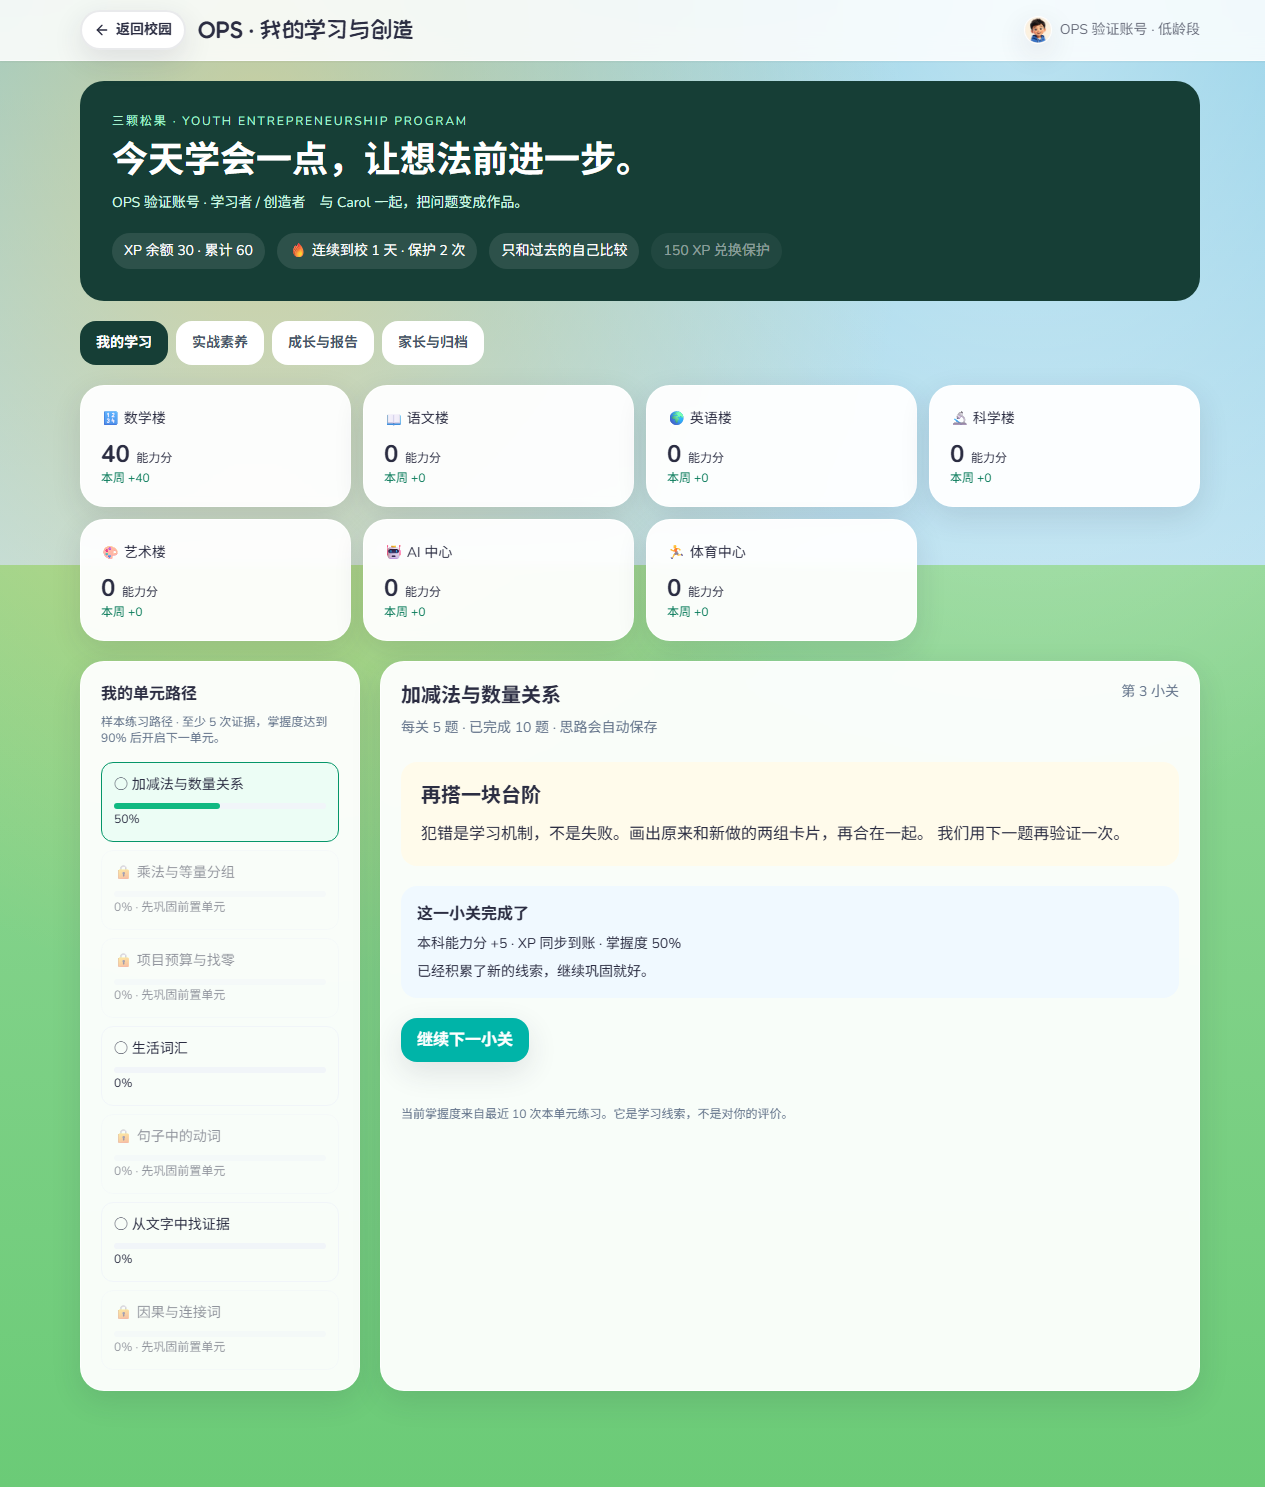 返回校园
OPS · 我的学习与创造
OPS 验证账号 · 低龄段
三颗松果 · YOUTH ENTREPRENEURSHIP PROGRAM
今天学会一点，让想法前进一步。
OPS 验证账号 · 学习者 / 创造者 与 Carol 一起，把问题变成作品。
XP 余额 30 · 累计 60
连续到校 1 天 · 保护 2 次
只和过去的自己比较
150 XP 兑换保护
我的学习
实战素养
成长与报告
家长与归档
数学楼
40 能力分
本周 +40
语文楼
0 能力分
本周 +0
英语楼
0 能力分
本周 +0
科学楼
0 能力分
本周 +0
艺术楼
0 能力分
本周 +0
AI 中心
0 能力分
本周 +0
体育中心
0 能力分
本周 +0
我的单元路径
样本练习路径 · 至少 5 次证据，掌握度达到
90% 后开启下一单元。
加减法与数量关系
50%
乘法与等量分组
0% · 先巩固前置单元
项目预算与找零
0% · 先巩固前置单元
生活词汇
0%
句子中的动词
0% · 先巩固前置单元
从文字中找证据
0%
因果与连接词
0% · 先巩固前置单元
加减法与数量关系
第 3 小关
每关 5 题 · 已完成 10 题 · 思路会自动保存
再搭一块台阶
犯错是学习机制，不是失败。画出原来和新做的两组卡片，再合在一起。 我们用下一题再验证一次。
这一小关完成了
本科能力分 +5 · XP 同步到账 · 掌握度 50%
已经积累了新的线索，继续巩固就好。
继续下一小关
当前掌握度来自最近 10 次本单元练习。它是学习线索，不是对你的评价。